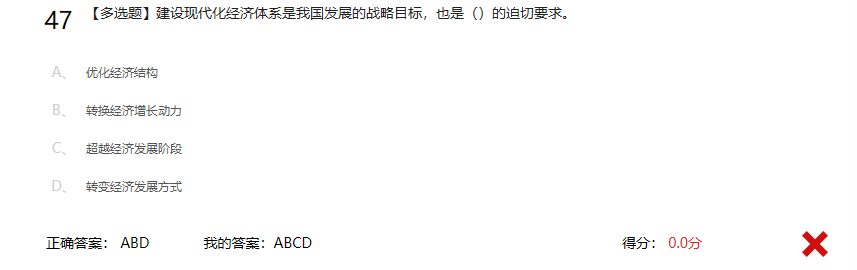 47 【多选题】建设现代化经济体系是我国发展的战略目标，也是（）的迫切要求。
A、 优化经济结构
B、 转换经济增长动力
C、 超越经济发展阶段
D、 转变经济发展方式
正确答案： ABD 我的答案：ABCD 得分： 0.0分